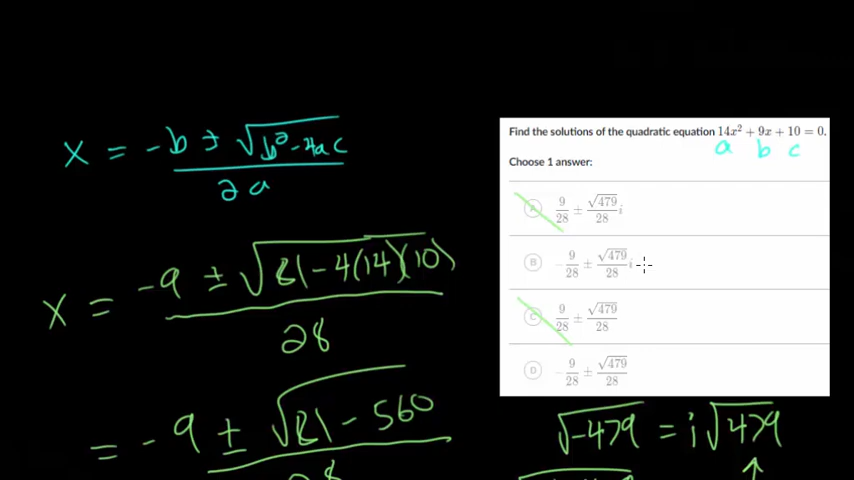 x = -b ± √b² - 4ac
2a
x = -9 ± √81 - 4(14)(10)
28
= -9 ± √81 - 560
28
Find the solutions of the quadratic equation 14x² + 9x + 10 = 0.
a b c
Choose 1 answer:
A 9/28 ± √479/28 i
B -9/28 ± √479/28 i
C 9/28 ± √479/28
D -9/28 ± √479/28
√-479 = i√479